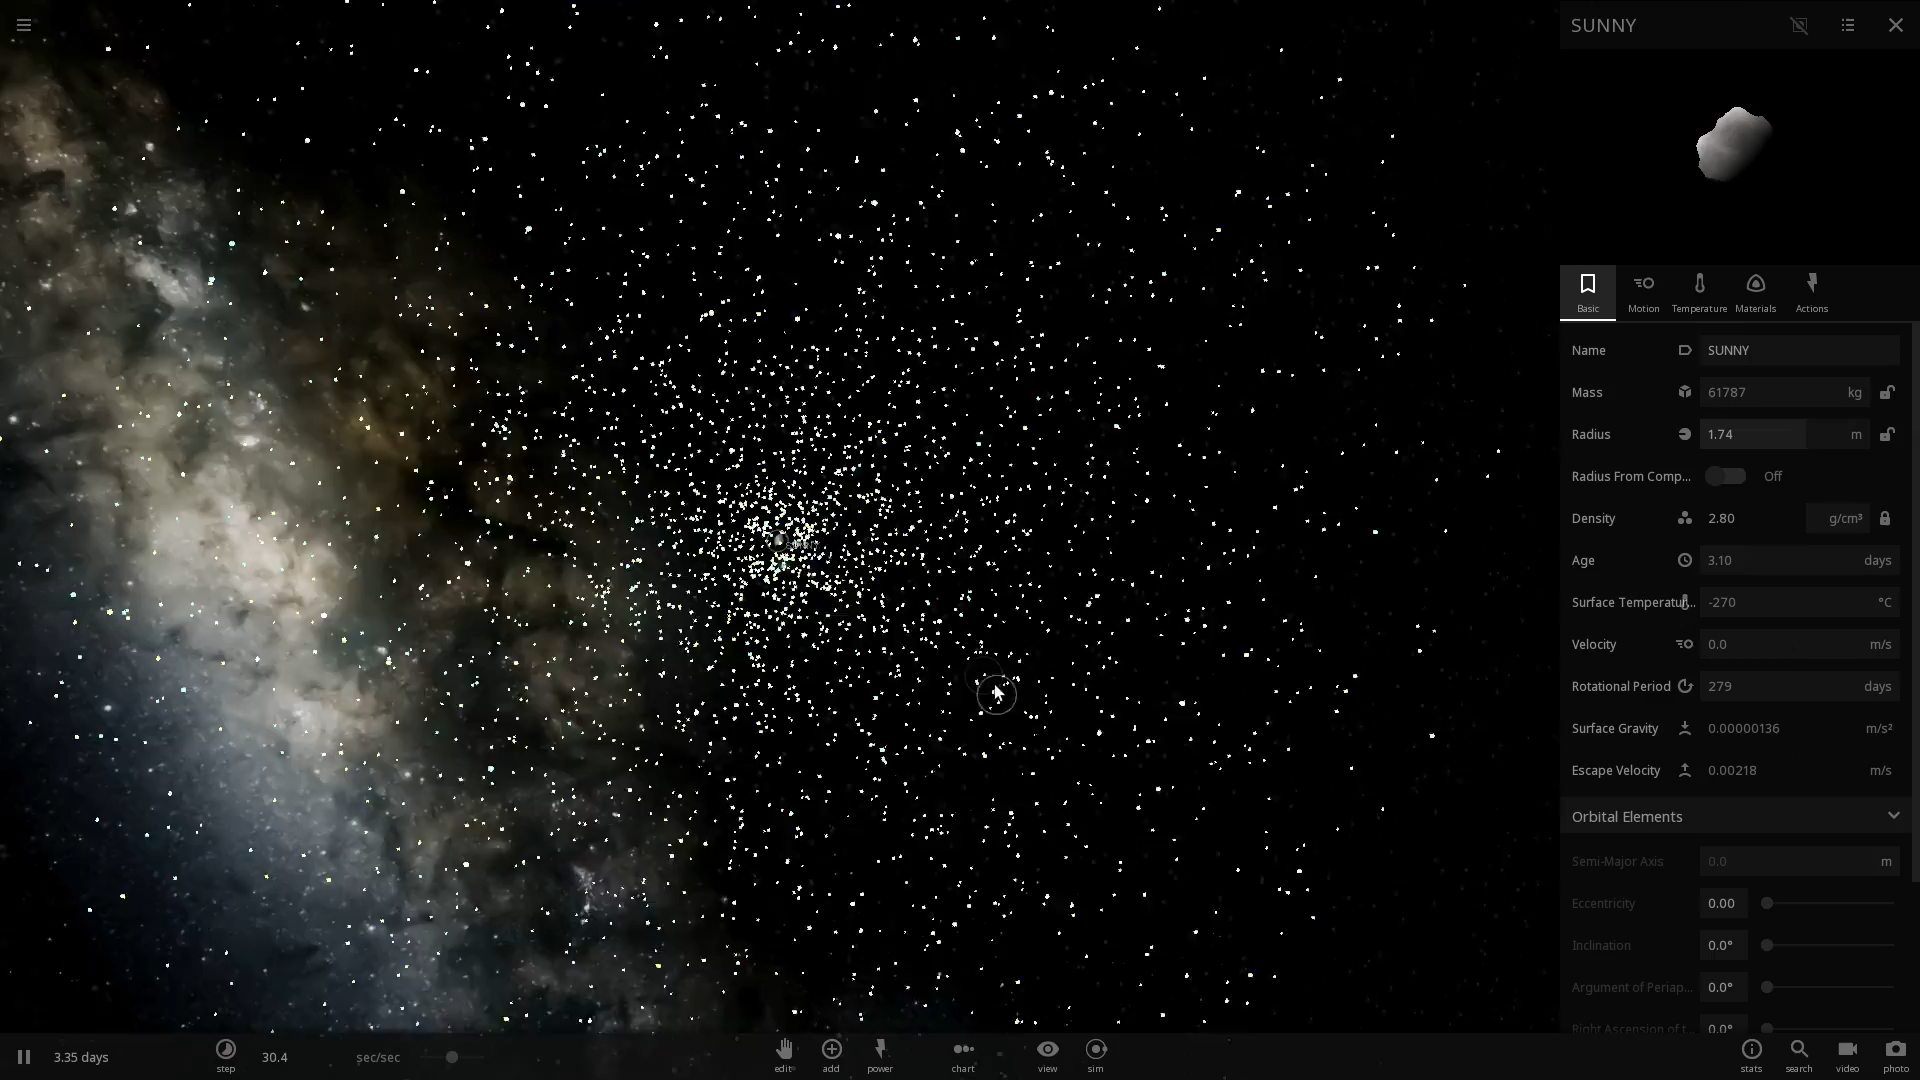 SUNNY
Basic
Motion
Temperature
Materials
Actions
Name SUNNY
Mass 61787 kg
Radius 1.74 m
Radius From Comp... Off
Density 2.80 g/cm³
Age 3.10 days
Surface Temperatur... -270 °C
Velocity 0.0 m/s
Rotational Period 279 days
Surface Gravity 0.00000136 m/s²
Escape Velocity 0.00218 m/s
Orbital Elements
Semi-Major Axis 0.0 m
Eccentricity 0.00
Inclination 0.0°
Argument of Periap... 0.0°
Right Ascension of t... 0.0°
3.35 days
step
30.4 sec/sec
edit
add
power
chart
view
sim
stats
search
video
photo